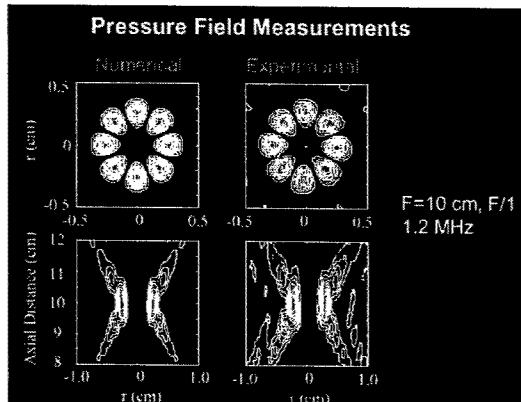 Pressure Field Measurements
Numerical
Experimental
0.5
r (cm)
0
-0.5
-0.5
0
0.5
-0.5
0
0.5
F=10 cm, F/1
1.2 MHz
Axial Distance (cm)
12
11
10
9
8
-1.0
0
1.0
-1.0
0
1.0
r (cm)
r (cm)